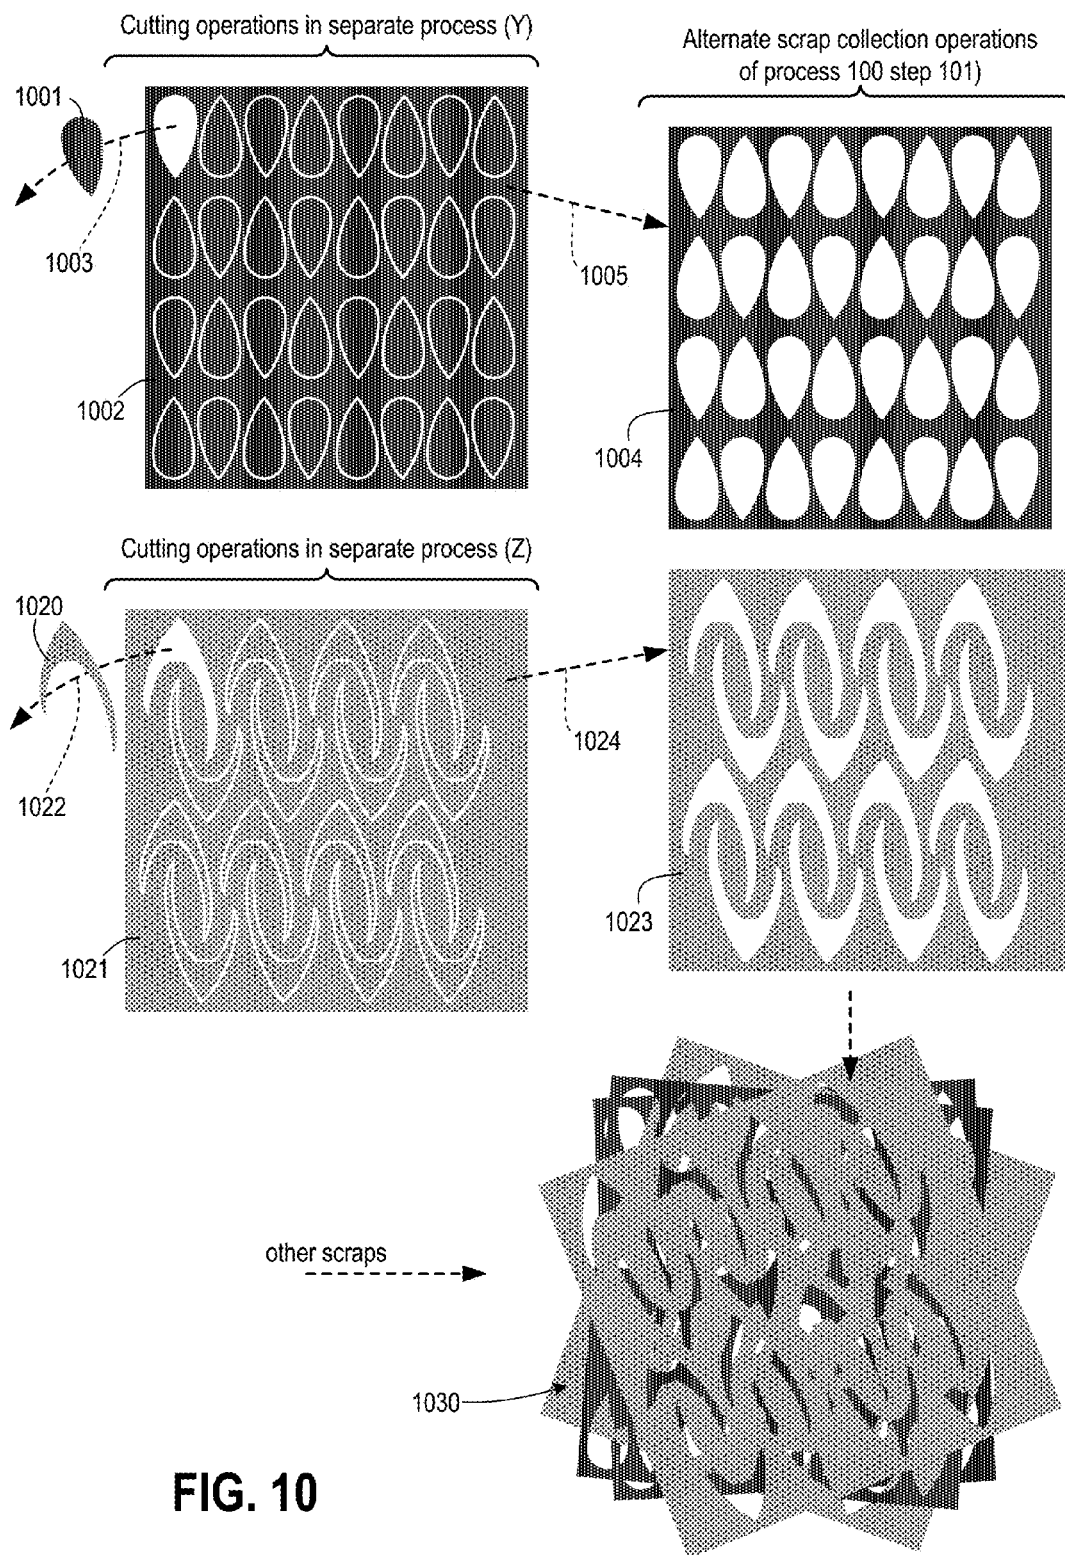 Cutting operations in separate process (Y)
Alternate scrap collection operations
of process 100 step 101)
1001
1003
1005
1002
1004
Cutting operations in separate process (Z)
1020
1022
1024
1021
1023
other scraps
1030
FIG. 10